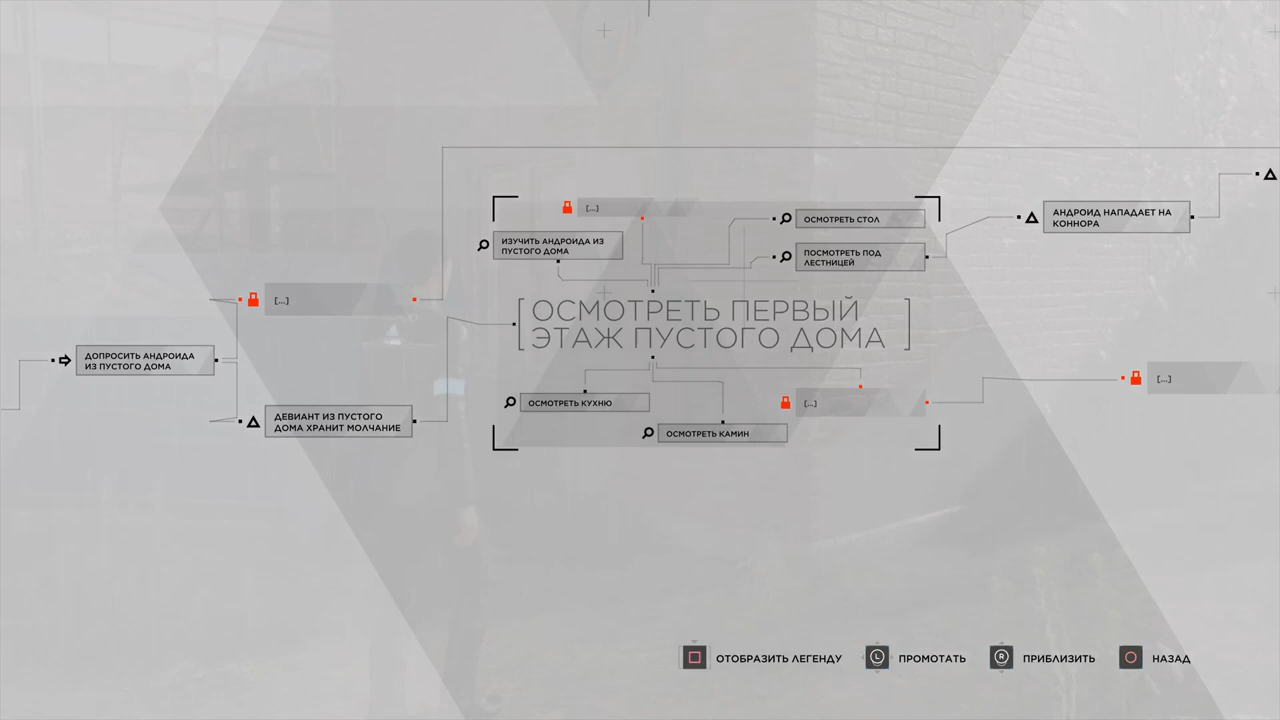 [...]
ОСМОТРЕТЬ СТОЛ
АНДРОИД НАПАДАЕТ НА
КОННОРА
ИЗУЧИТЬ АНДРОИДА ИЗ
ПУСТОГО ДОМА
ПОСМОТРЕТЬ ПОД
ЛЕСТНИЦЕЙ
[...]
ОСМОТРЕТЬ ПЕРВЫЙ
ЭТАЖ ПУСТОГО ДОМА
ДОПРОСИТЬ АНДРОИДА
ИЗ ПУСТОГО ДОМА
[...]
ОСМОТРЕТЬ КУХНЮ
[...]
ДЕВИАНТ ИЗ ПУСТОГО
ДОМА ХРАНИТ МОЛЧАНИЕ
ОСМОТРЕТЬ КАМИН
ОТОБРАЗИТЬ ЛЕГЕНДУ
L
ПРОМОТАТЬ
R
ПРИБЛИЗИТЬ
НАЗАД